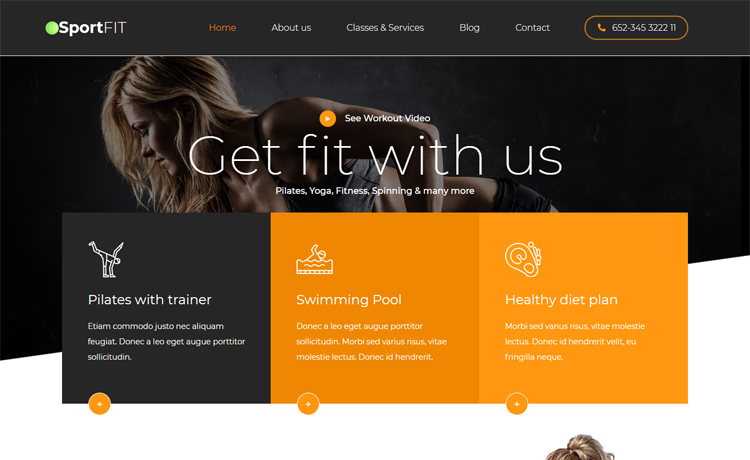 SportFIT
Home
About us
Classes & Services
Blog
Contact
652-345 3222 11
See Workout Video
Get fit with us
Pilates, Yoga, Fitness, Spinning & many more
Pilates with trainer
Etiam commodo justo nec aliquam
feugiat. Donec a leo eget augue porttitor
sollicitudin.
Swimming Pool
Donec a leo eget augue porttitor
sollicitudin. Morbi sed varius risus, vitae
molestie lectus. Donec id hendrerit.
Healthy diet plan
Morbi sed varius risus, vitae molestie
lectus. Donec id hendrerit velit, eu
fringilla neque.
+
+
+